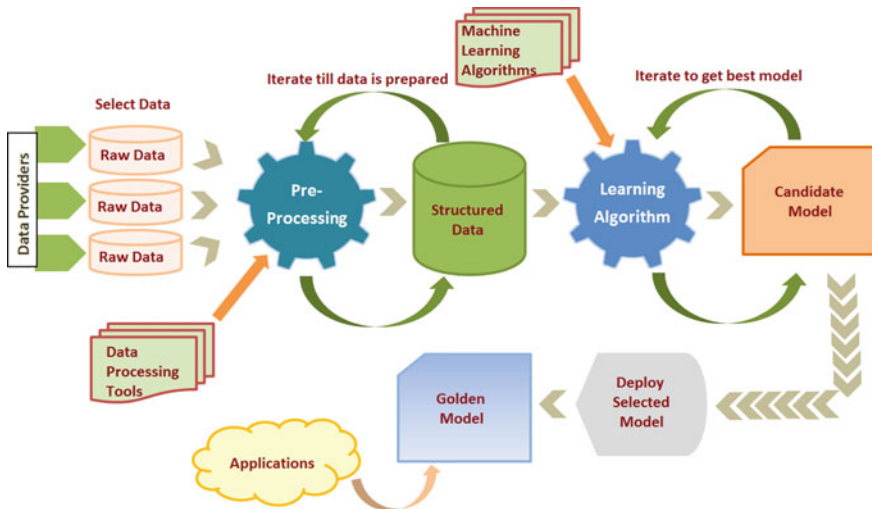 Machine
Learning
Algorithms
Iterate till data is prepared
Iterate to get best model
Select Data
Data Providers
Raw Data
Raw Data
Raw Data
Pre-
Processing
Structured
Data
Learning
Algorithm
Candidate
Model
Data
Processing
Tools
Golden
Model
Deploy
Selected
Model
Applications